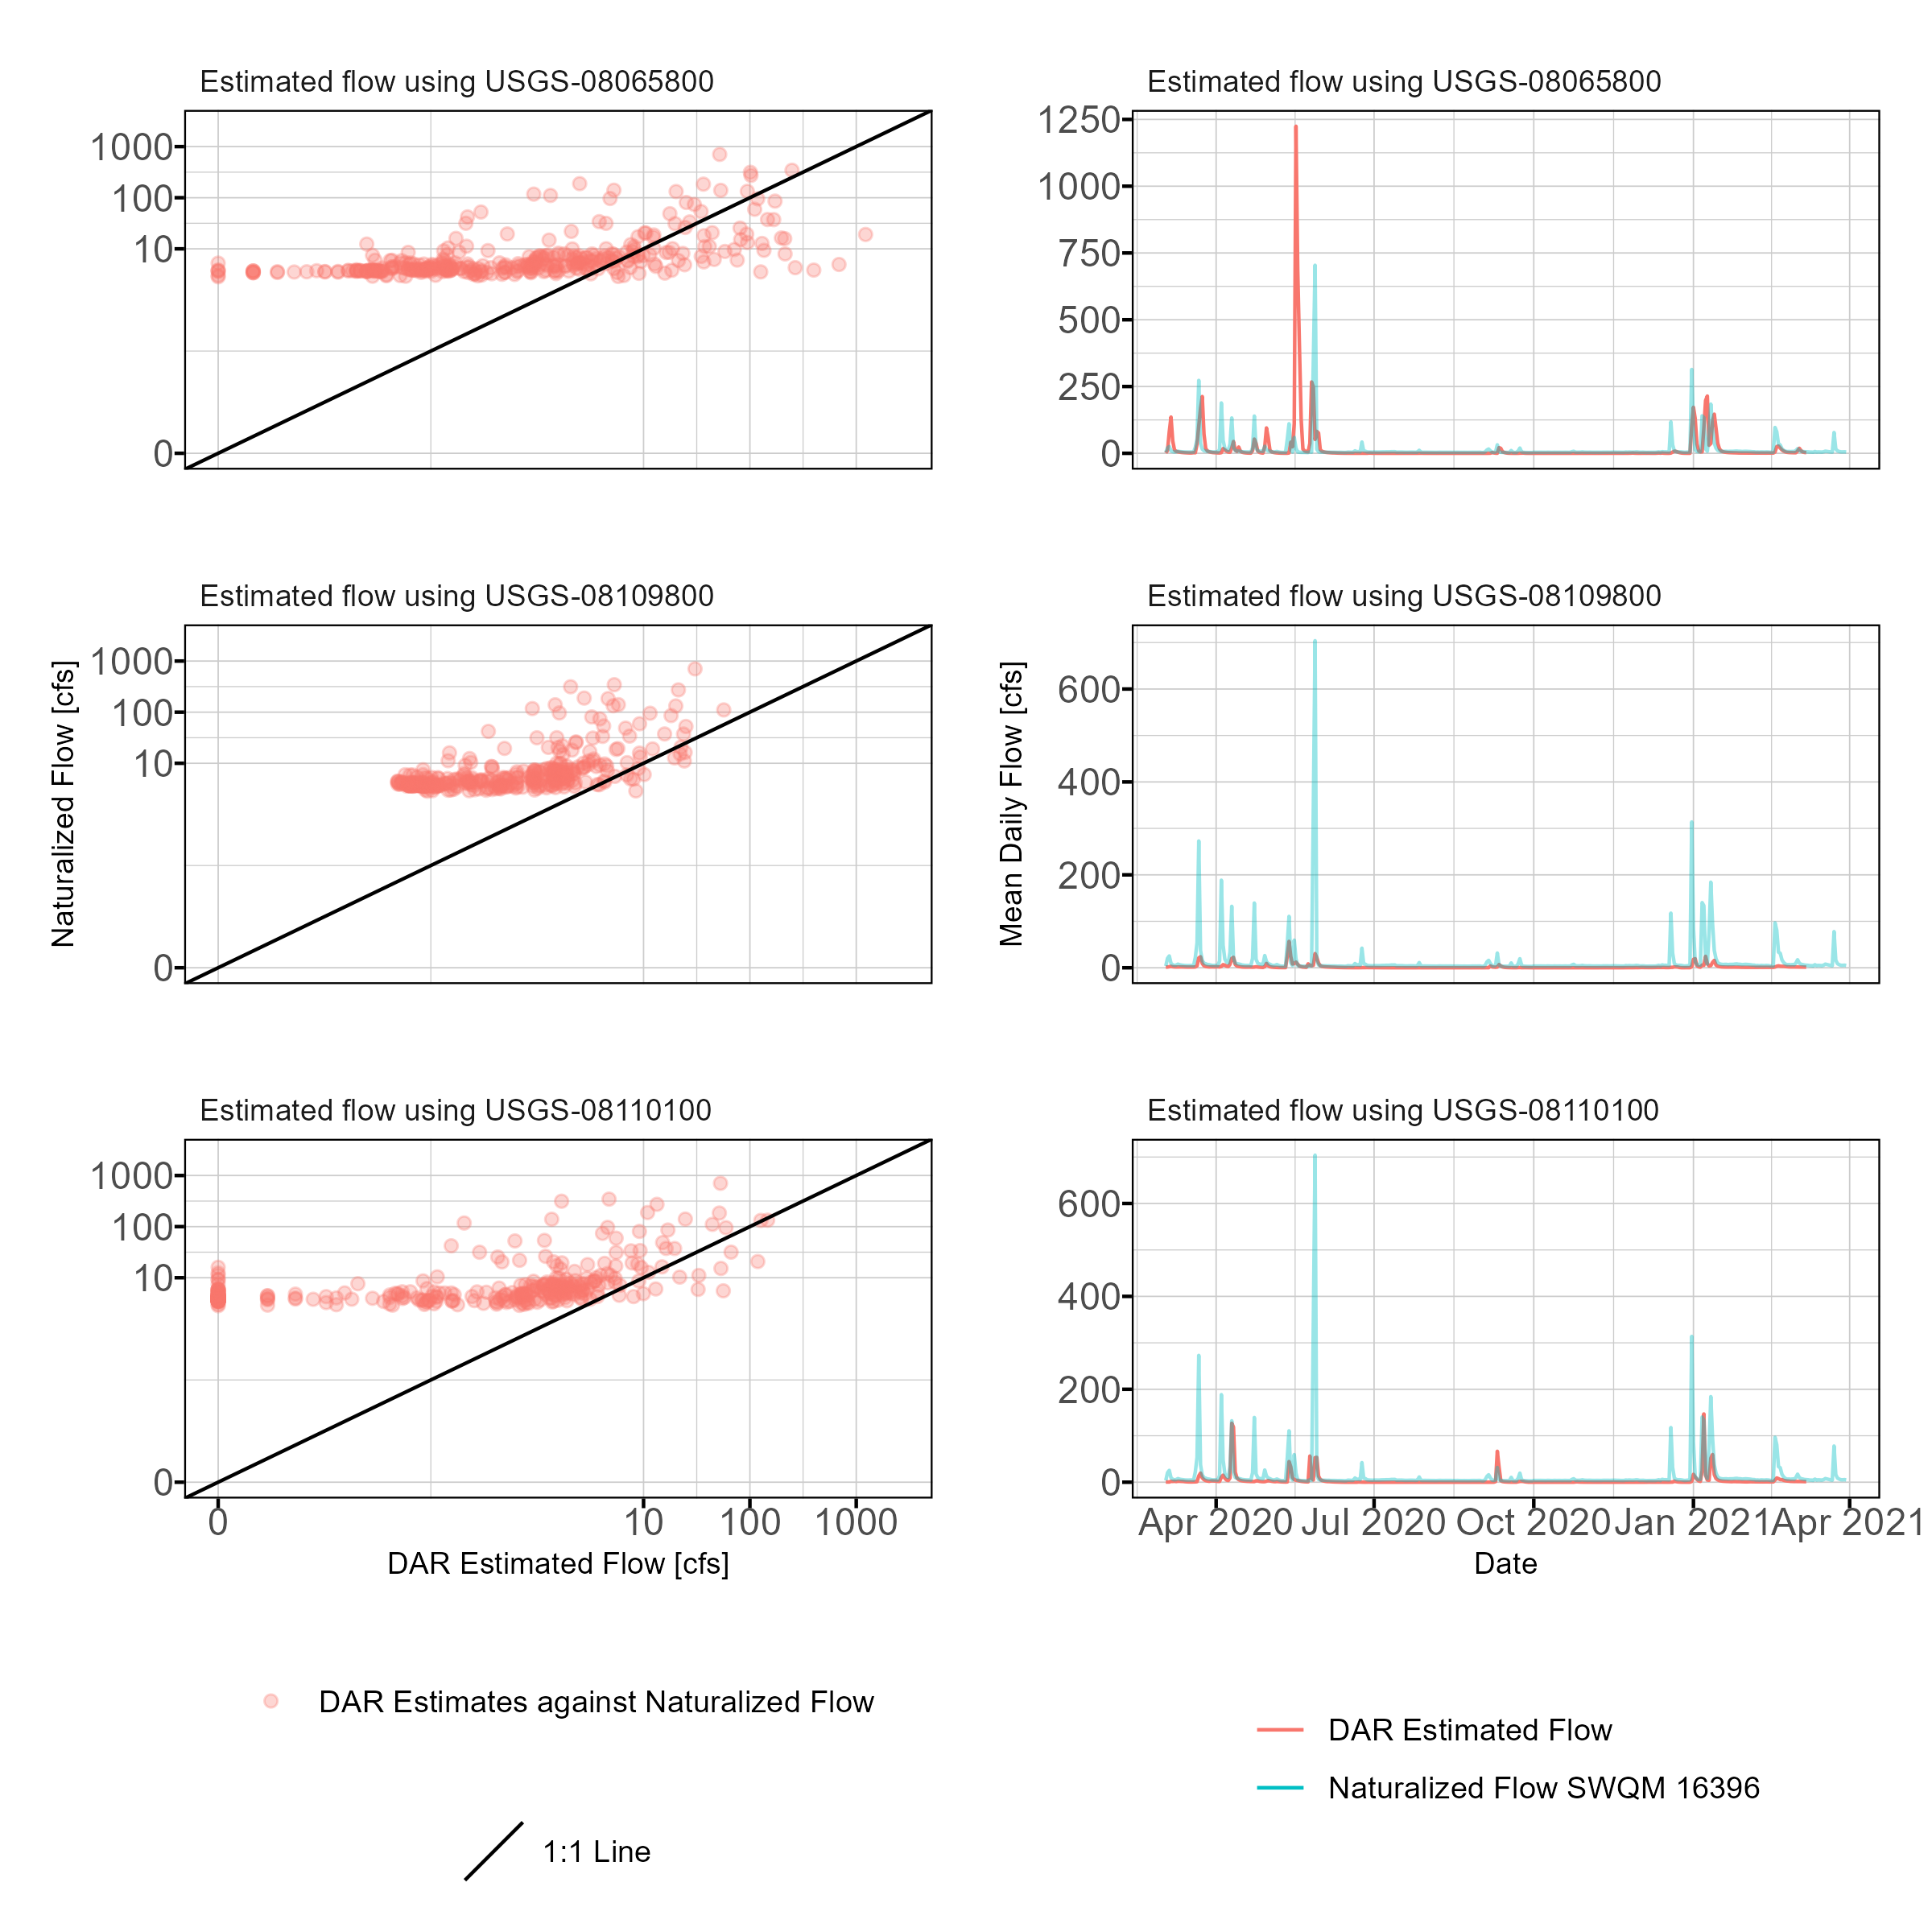 Estimated flow using USGS-08065800
1000
100
10
0
Estimated flow using USGS-08065800
1250
1000
750
500
250
0
Naturalized Flow [cfs]
Estimated flow using USGS-08109800
1000
100
10
0
Mean Daily Flow [cfs]
Estimated flow using USGS-08109800
600
400
200
0
Estimated flow using USGS-08110100
1000
100
10
0
0 10 100 1000
DAR Estimated Flow [cfs]
Estimated flow using USGS-08110100
600
400
200
0
Apr 2020 Jul 2020 Oct 2020 Jan 2021 Apr 2021
Date
DAR Estimates against Naturalized Flow
1:1 Line
DAR Estimated Flow
Naturalized Flow SWQM 16396